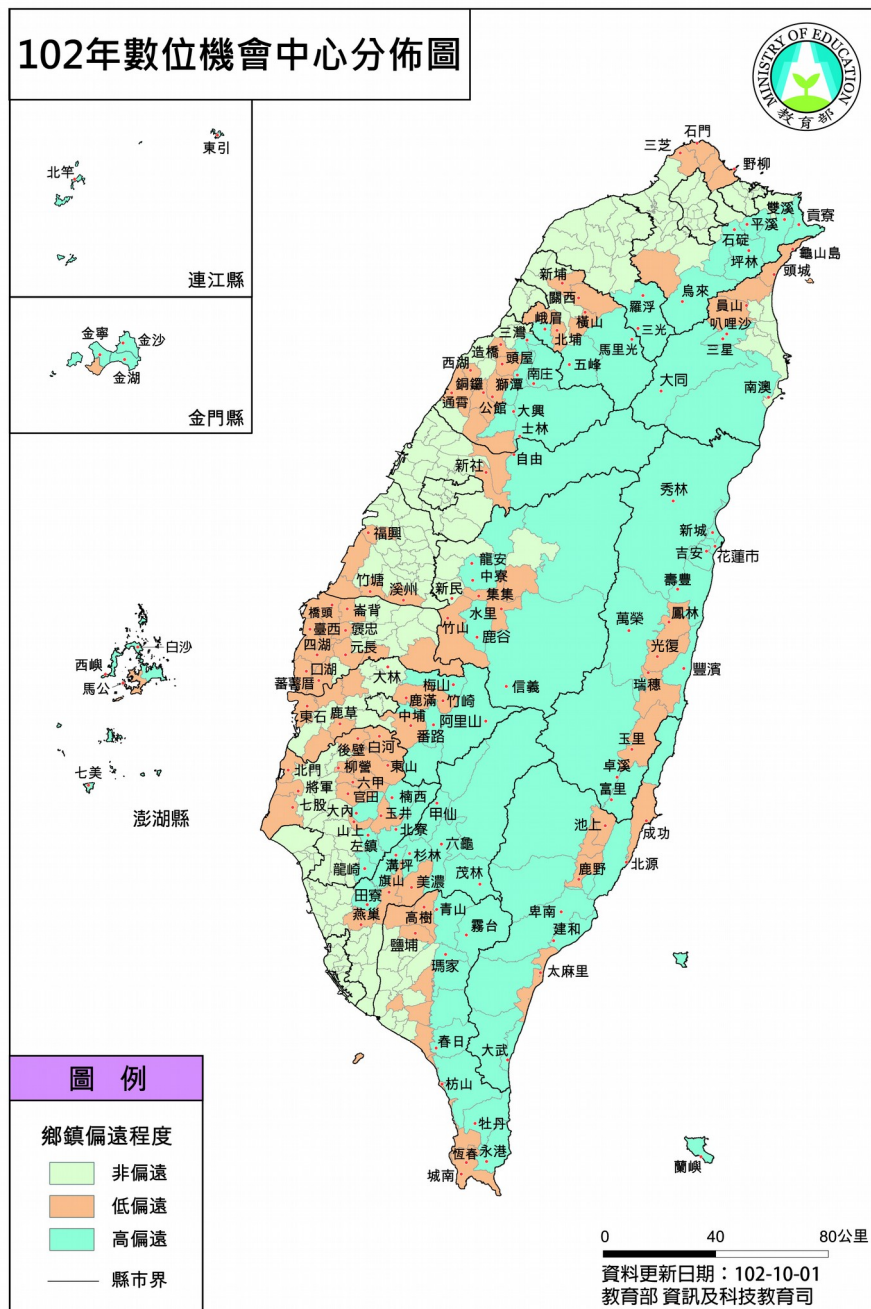 102年數位機會中心分佈圖
MINISTRY OF EDUCATION
教育部
東引
北竿
連江縣
金寧
金沙
金湖
金門縣
石門
三芝
野柳
雙溪
平溪
貢寮
石碇
坪林
龜山島
頭城
新埔
關西
羅浮
烏來
員山
叭哩沙
峨眉
橫山
三灣
北埔
三光
三星
造橋
馬里光
西湖
頭屋
五峰
南庄
銅鑼
獅潭
大同
南澳
通霄
公館
大興
士林
自由
新社
秀林
福興
新城
龍安
吉安
花蓮市
中寮
竹塘
溪州
新民
集集
壽豐
橋頭
崙背
水里
萬榮
鳳林
臺西
褒忠
竹山
鹿谷
四湖
元長
光復
豐濱
白沙
西嶼
口湖
大林
馬公
蕃薯厝
梅山
信義
瑞穗
東石
鹿草
鹿滿
竹崎
中埔
阿里山
番路
後壁
白河
玉里
北門
柳營
東山
七美
將軍
六甲
卓溪
官田
楠西
富里
七股
大內
玉井
甲仙
澎湖縣
山上
北寮
池上
成功
左鎮
六龜
杉林
北源
龍崎
溝坪
茂林
旗山
美濃
鹿野
田寮
青山
卑南
燕巢
高樹
霧台
建和
鹽埔
瑪家
太麻里
春日
大武
枋山
牡丹
恆春
永港
城南
蘭嶼
圖 例
鄉鎮偏遠程度
非偏遠
低偏遠
高偏遠
縣市界
0 40 80公里
資料更新日期：102-10-01
教育部 資訊及科技教育司